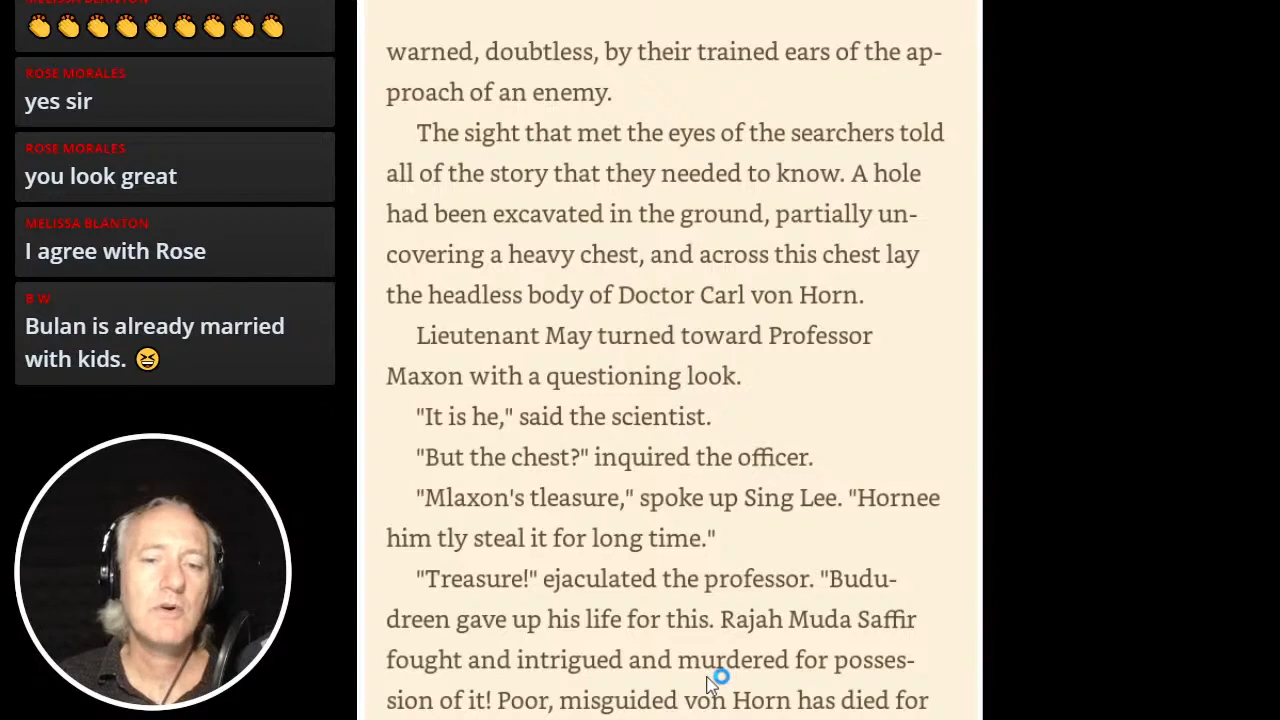 MELISSA BLANTON
👏👏👏👏👏👏👏👏👏
ROSE MORALES
yes sir
ROSE MORALES
you look great
MELISSA BLANTON
I agree with Rose
B W
Bulan is already married
with kids. 😆
warned, doubtless, by their trained ears of the ap-
proach of an enemy.
The sight that met the eyes of the searchers told
all of the story that they needed to know. A hole
had been excavated in the ground, partially un-
covering a heavy chest, and across this chest lay
the headless body of Doctor Carl von Horn.
Lieutenant May turned toward Professor
Maxon with a questioning look.
"It is he," said the scientist.
"But the chest?" inquired the officer.
"Mlaxon's tleasure," spoke up Sing Lee. "Hornee
him tly steal it for long time."
"Treasure!" ejaculated the professor. "Budu-
dreen gave up his life for this. Rajah Muda Saffir
fought and intrigued and murdered for posses-
sion of it! Poor, misguided von Horn has died for